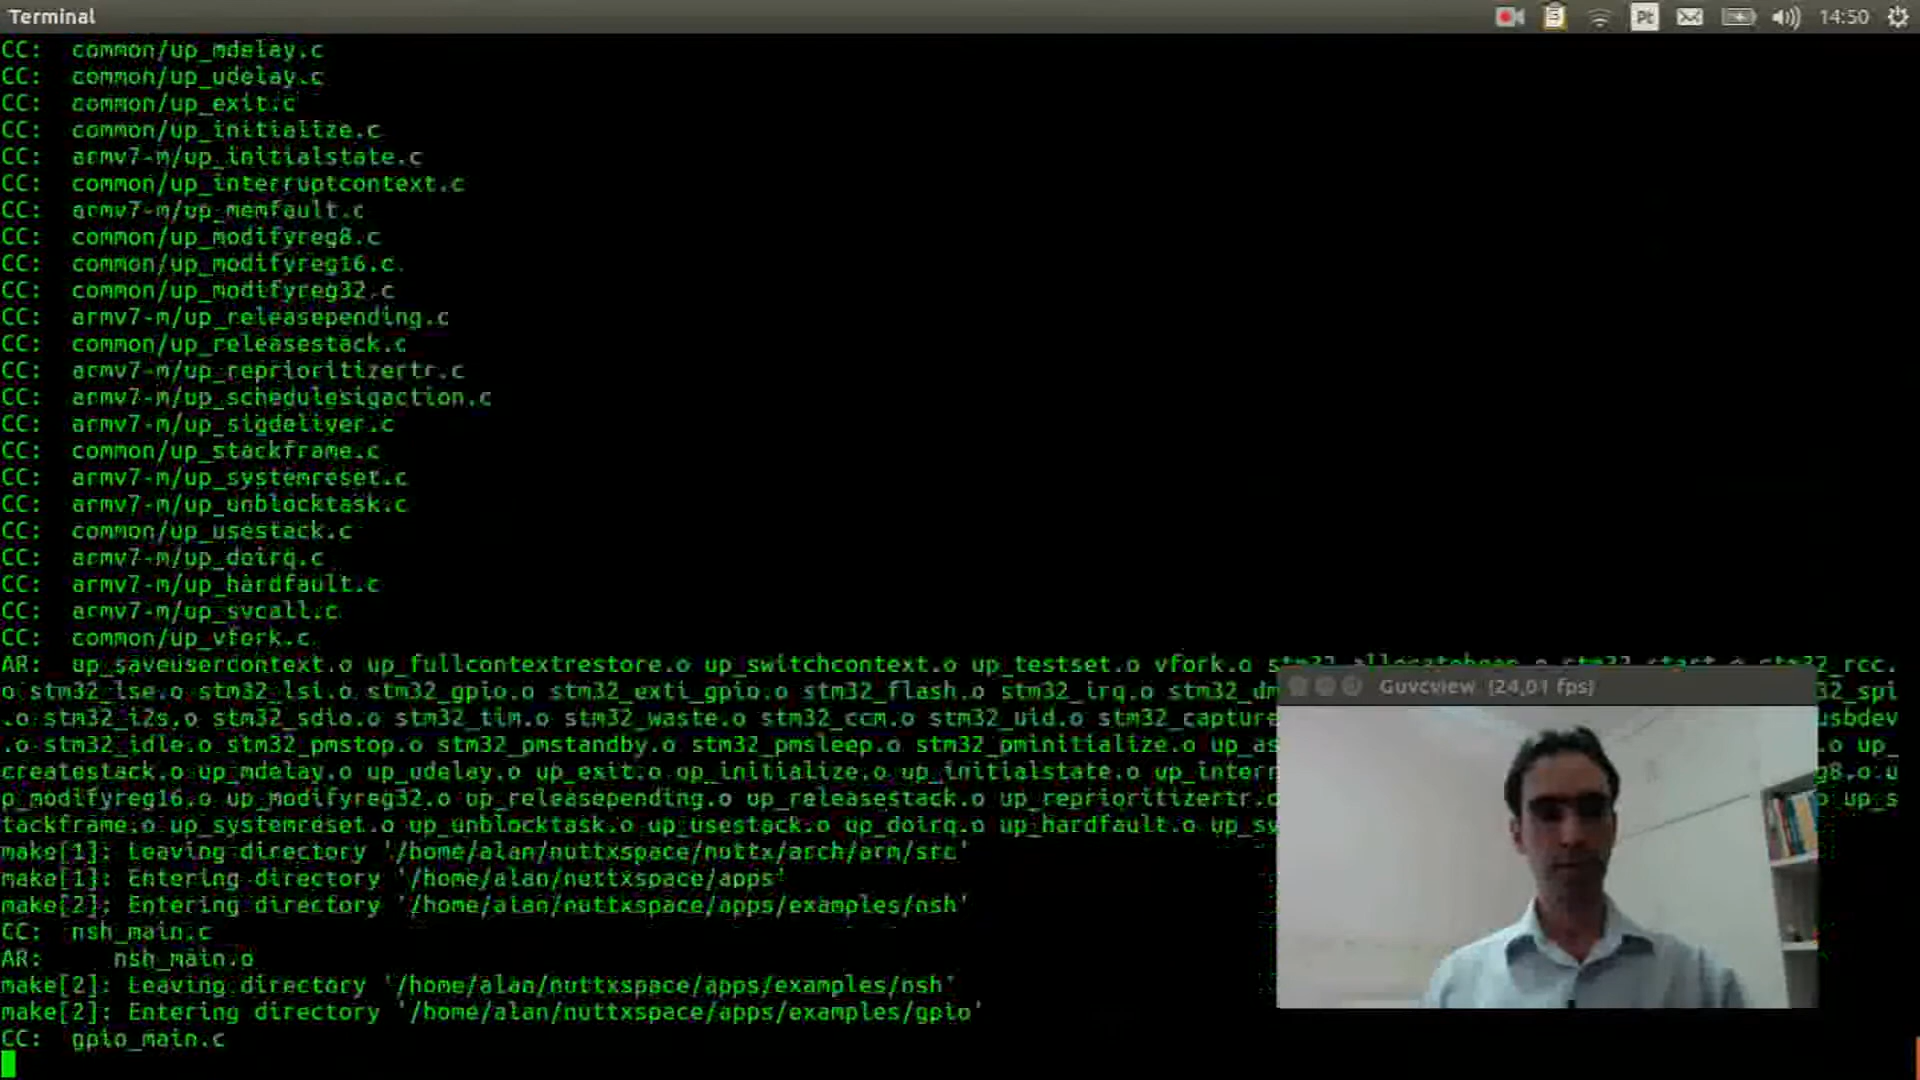 Terminal
Pt
14:50
CC:  common/up_mdelay.c
CC:  common/up_udelay.c
CC:  common/up_exit.c
CC:  common/up_initialize.c
CC:  armv7-m/up_initialstate.c
CC:  common/up_interruptcontext.c
CC:  armv7-m/up_memfault.c
CC:  common/up_modifyreg8.c
CC:  common/up_modifyreg16.c
CC:  common/up_modifyreg32.c
CC:  armv7-m/up_releasepending.c
CC:  common/up_releasestack.c
CC:  armv7-m/up_reprioritizertr.c
CC:  armv7-m/up_schedulesigaction.c
CC:  armv7-m/up_sigdeliver.c
CC:  common/up_stackframe.c
CC:  armv7-m/up_systemreset.c
CC:  armv7-m/up_unblocktask.c
CC:  common/up_usestack.c
CC:  armv7-m/up_doirq.c
CC:  armv7-m/up_hardfault.c
CC:  armv7-m/up_svcall.c
CC:  common/up_vfork.c
AR:  up_saveusercontext.o up_fullcontextrestore.o up_switchcontext.o up_testset.o vfork.o stm32_allocateheap.o stm32_start.o stm32_rcc.
o stm32_lse.o stm32_lsi.o stm32_gpio.o stm32_exti_gpio.o stm32_flash.o stm32_irq.o stm32_dm 32_spi
.o stm32_i2s.o stm32_sdio.o stm32_tim.o stm32_waste.o stm32_ccm.o stm32_uid.o stm32_capture usbdev
.o stm32_idle.o stm32_pmstop.o stm32_pmstandby.o stm32_pmsleep.o stm32_pminitialize.o up_as .o up_
createstack.o up_mdelay.o up_udelay.o up_exit.o up_initialize.o up_initialstate.o up_interr g8.o u
p_modifyreg16.o up_modifyreg32.o up_releasepending.o up_releasestack.o up_reprioritizertr.o o up_s
tackframe.o up_systemreset.o up_unblocktask.o up_usestack.o up_doirq.o up_hardfault.o up_sv
make[1]: Leaving directory '/home/alan/nuttxspace/nuttx/arch/arm/src'
make[1]: Entering directory '/home/alan/nuttxspace/apps'
make[2]: Entering directory '/home/alan/nuttxspace/apps/examples/nsh'
CC:  nsh_main.c
AR:     nsh_main.o
make[2]: Leaving directory '/home/alan/nuttxspace/apps/examples/nsh'
make[2]: Entering directory '/home/alan/nuttxspace/apps/examples/gpio'
CC:  gpio_main.c
Guvcview (24,01 fps)